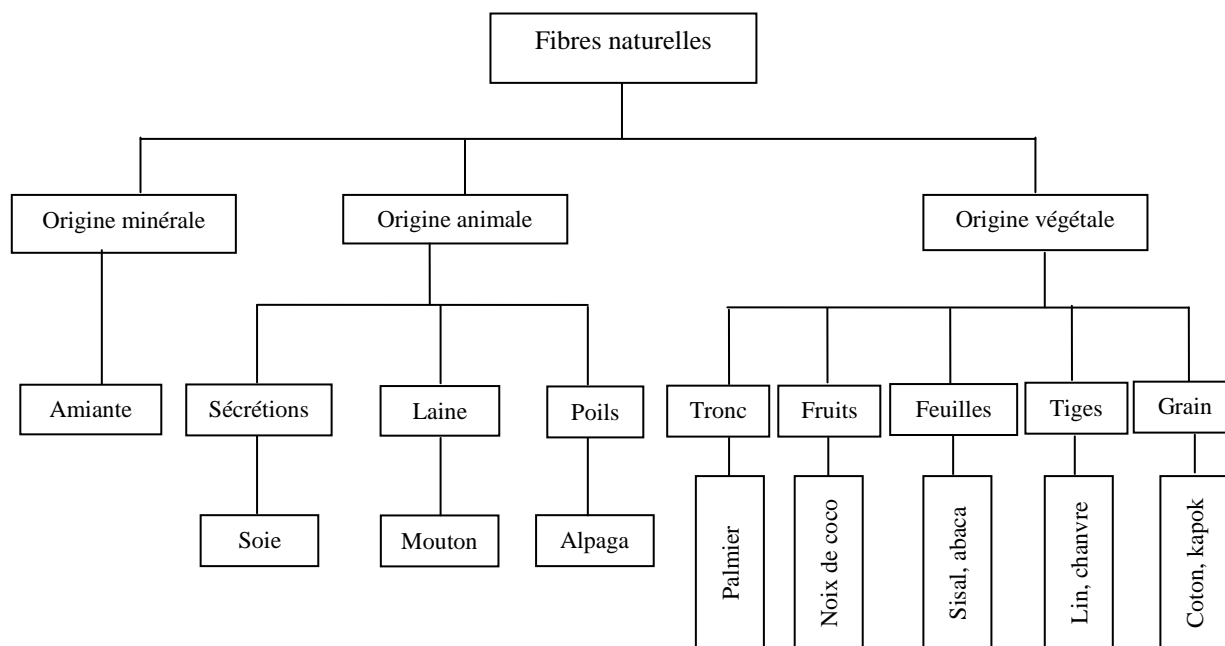 Fibres naturelles
Origine minérale
Origine animale
Origine végétale
Amiante
Sécrétions
Laine
Poils
Tronc
Fruits
Feuilles
Tiges
Grain
Soie
Mouton
Alpaga
Palmier
Noix de coco
Sisal, abaca
Lin, chanvre
Coton, kapok